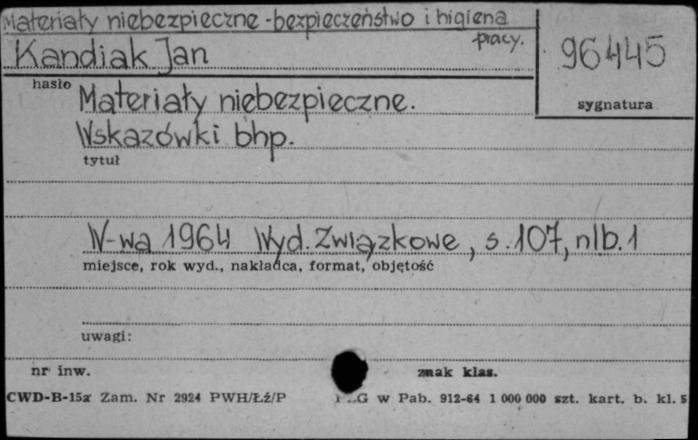 Materiały niebezpieczne - bezpieczeństwo i higiena
pracy.
Kandiak Jan
96445
hasło
sygnatura
Materiały niebezpieczne.
Wskazówki bhp.
tytuł
W-wa 1964 Wyd. Związkowe, s. 107, nlb. 1
miejsce, rok wyd., nakładca, format, objętość
uwagi:
nr inw.
znak klas.
CWD-B-15a Zam. Nr 2924 PWH/Łź/P
w Pab. 912-64 1 000 000 szt. kart. b. kl. 5